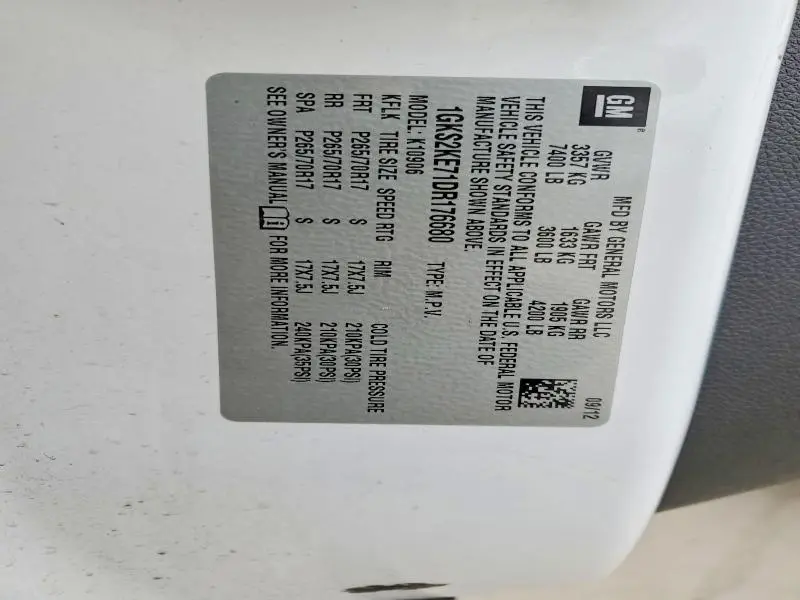 GM
®
MFD BY GENERAL MOTORS LLC 09/12
GVWR GAWR FRT GAWR RR
3357 KG 1633 KG 1905 KG
7400 LB 3600 LB 4200 LB
THIS VEHICLE CONFORMS TO ALL APPLICABLE U.S. FEDERAL MOTOR
VEHICLE SAFETY STANDARDS IN EFFECT ON THE DATE OF
MANUFACTURE SHOWN ABOVE.
1GKS2KE71DR176680 TYPE: M.P.V.
MODEL: K10906
KFLK TIRE SIZE SPEED RTG RIM COLD TIRE PRESSURE
FRT P265/70R17 S 17X7.5J 210KPA(30PSI)
RR P265/70R17 S 17X7.5J 210KPA(30PSI)
SPA P265/70R17 S 17X7.5J 240KPA(35PSI)
SEE OWNER'S MANUAL FOR MORE INFORMATION.